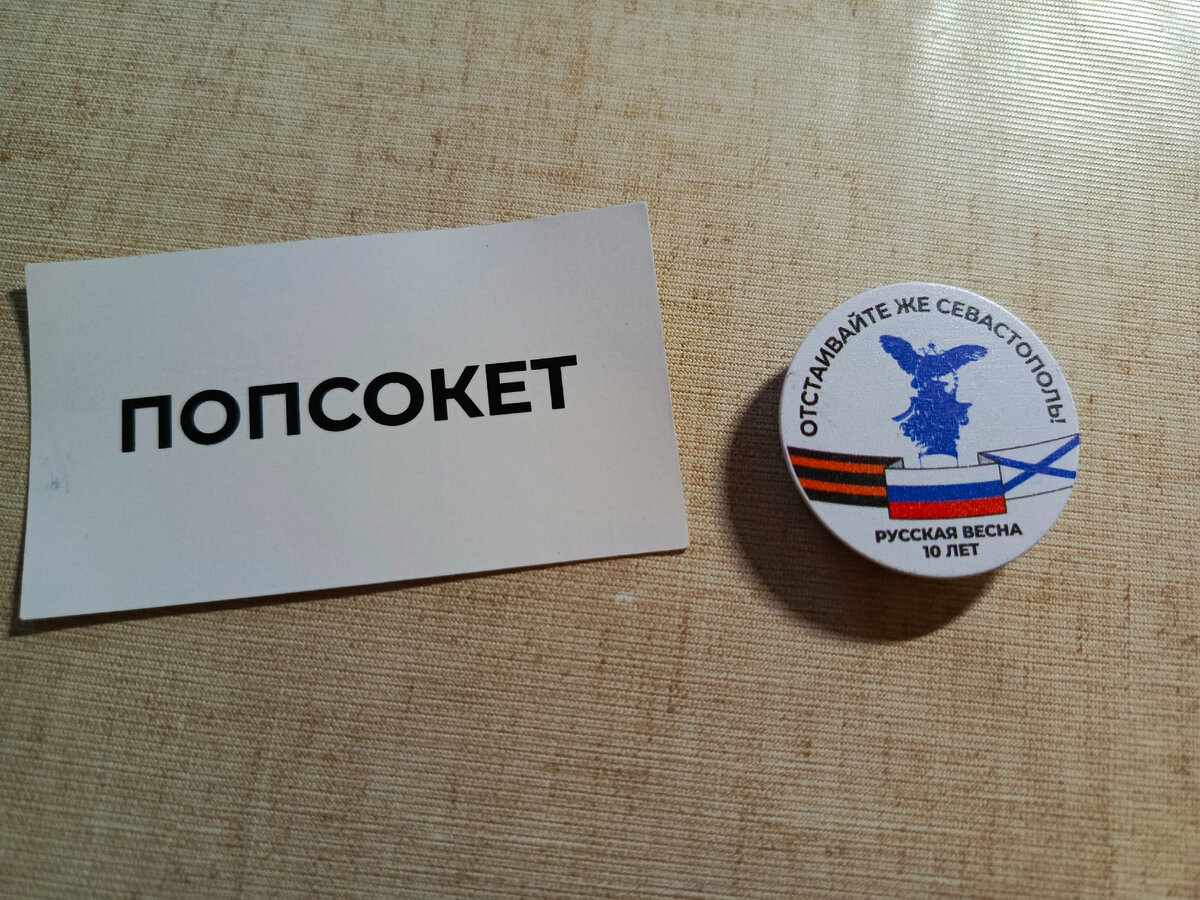 ПОПСОКЕТ
ОТСТАИВАЙТЕ ЖЕ СЕВАСТОПОЛЬ!
РУССКАЯ ВЕСНА
10 ЛЕТ